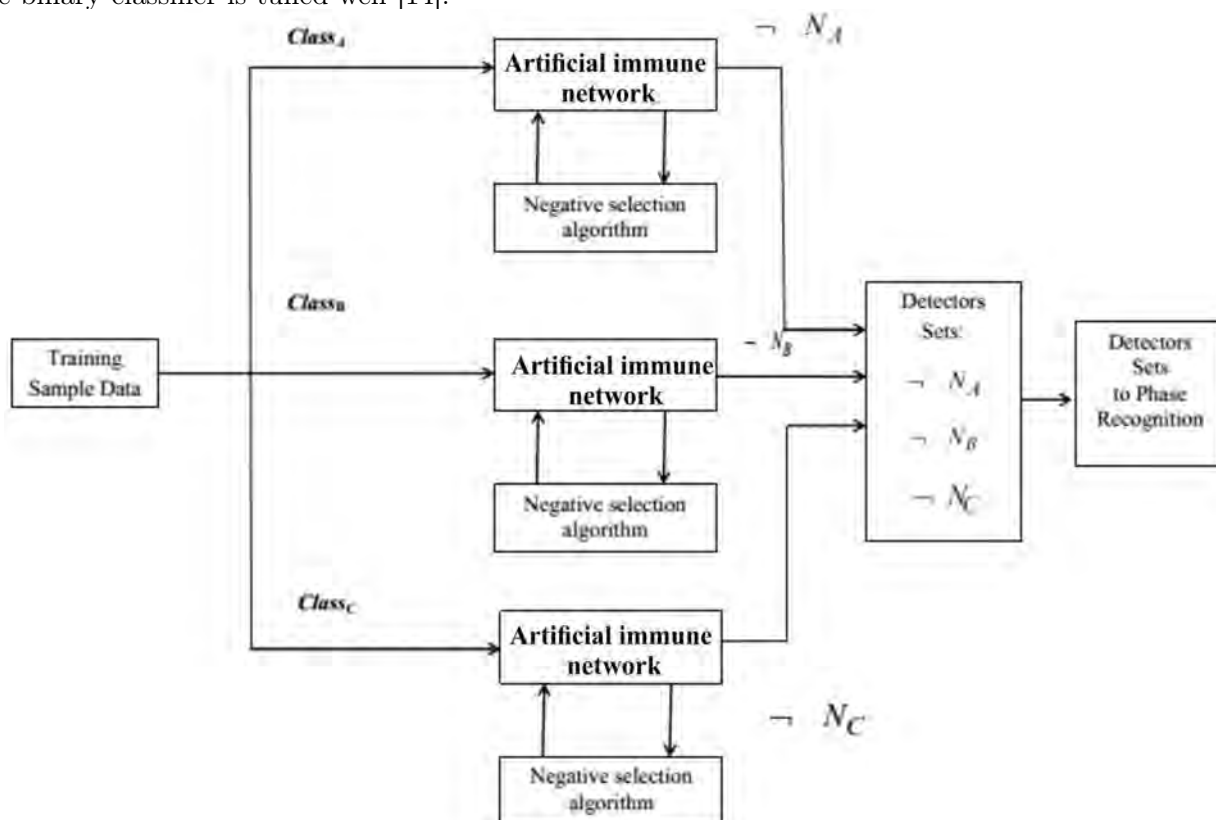 binary classifier is tuned well [14].
Class_A
¬ N_A
Artificial immune
network
Negative selection
algorithm
Class_B
¬ N_B
Training
Sample Data
Artificial immune
network
Negative selection
algorithm
Detectors
Sets:
¬ N_A
¬ N_B
¬ N_C
Detectors
Sets
to Phase
Recognition
Class_C
Artificial immune
network
¬ N_C
Negative selection
algorithm